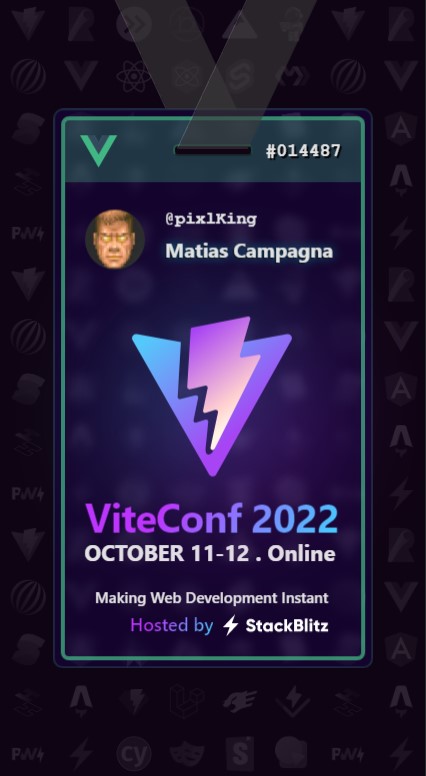 #014487
@pixlKing
Matias Campagna
ViteConf 2022
OCTOBER 11-12 . Online
Making Web Development Instant
Hosted by StackBlitz